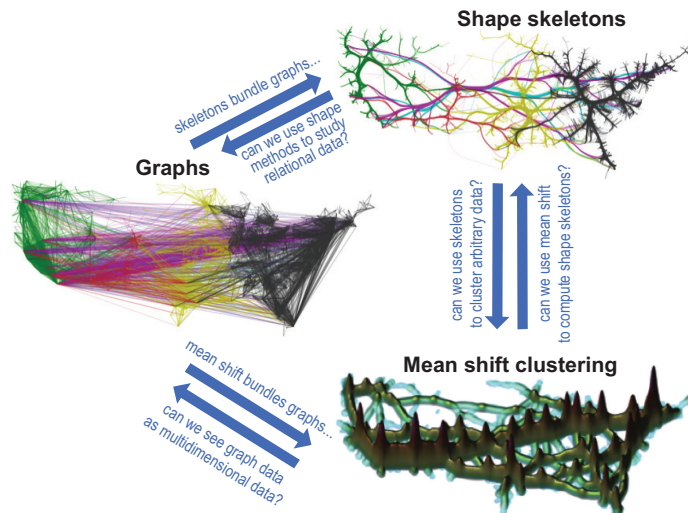 Shape skeletons
skeletons bundle graphs...
can we use shape
methods to study
relational data?
Graphs
can we use skeletons
to cluster arbitrary data?
can we use mean shift
to compute shape skeletons?
mean shift bundles graphs...
can we see graph data
as multidimensional data?
Mean shift clustering